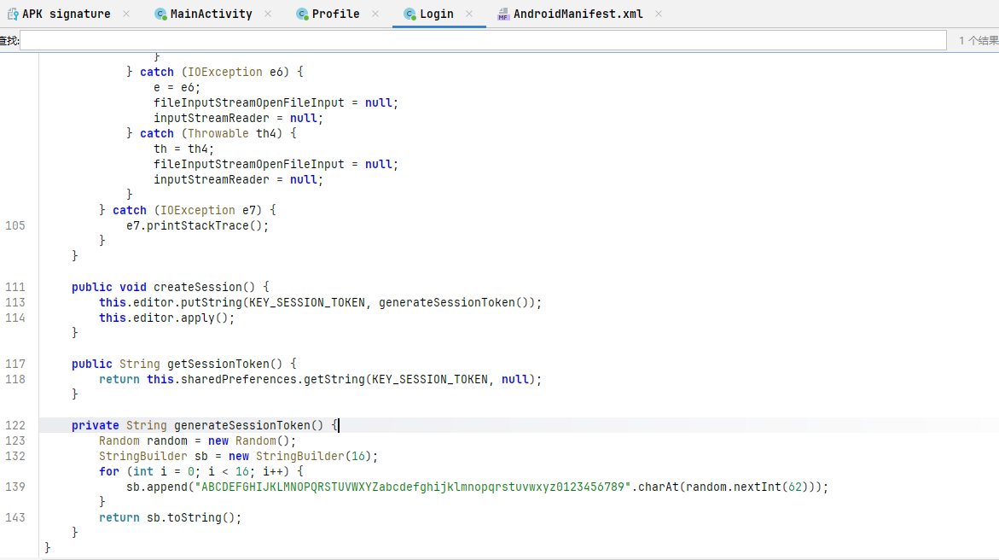 APK signature MainActivity Profile Login AndroidManifest.xml
查找: 1 个结果
}
} catch (IOException e6) {
e = e6;
fileInputStreamOpenFileInput = null;
inputStreamReader = null;
} catch (Throwable th4) {
th = th4;
fileInputStreamOpenFileInput = null;
inputStreamReader = null;
}
} catch (IOException e7) {
105 e7.printStackTrace();
}
}
111 public void createSession() {
113 this.editor.putString(KEY_SESSION_TOKEN, generateSessionToken());
114 this.editor.apply();
}
117 public String getSessionToken() {
118 return this.sharedPreferences.getString(KEY_SESSION_TOKEN, null);
}
122 private String generateSessionToken() {
123 Random random = new Random();
132 StringBuilder sb = new StringBuilder(16);
for (int i = 0; i < 16; i++) {
139 sb.append("ABCDEFGHIJKLMNOPQRSTUVWXYZabcdefghijklmnopqrstuvwxyz0123456789".charAt(random.nextInt(62)));
}
143 return sb.toString();
}
}